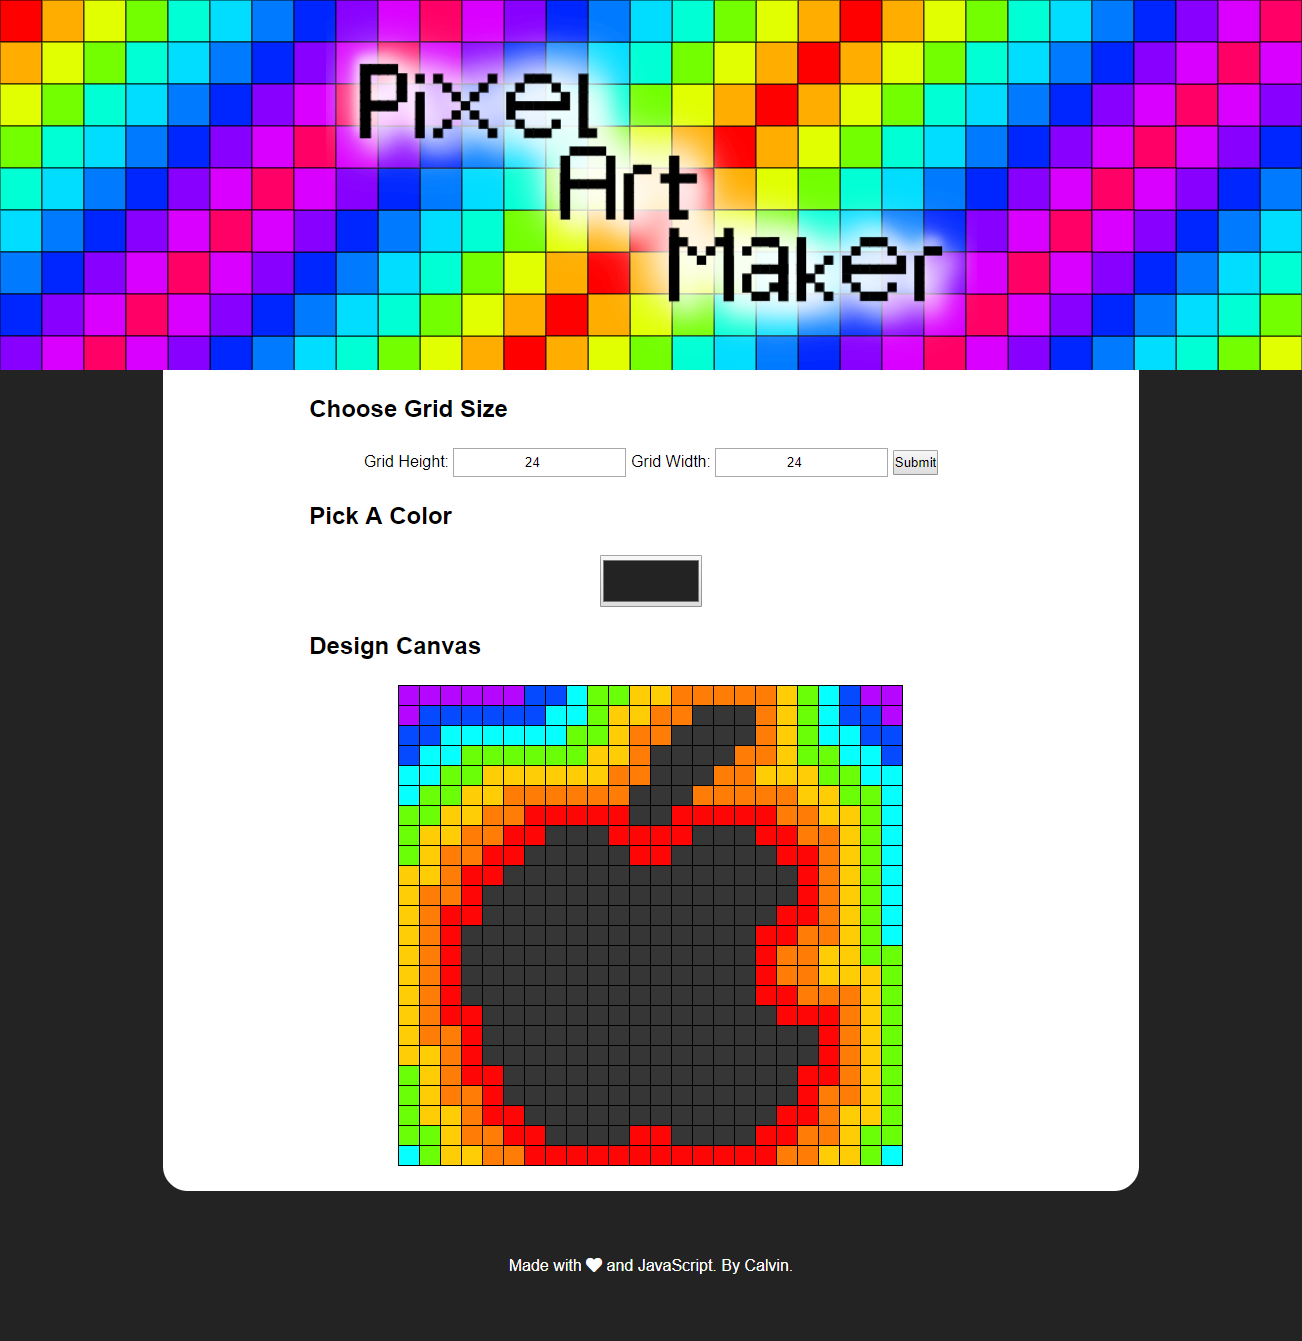 Pixel
Art
Maker
Choose Grid Size
Grid Height: 24 Grid Width: 24 Submit
Pick A Color
Design Canvas
Made with ♥ and JavaScript. By Calvin.